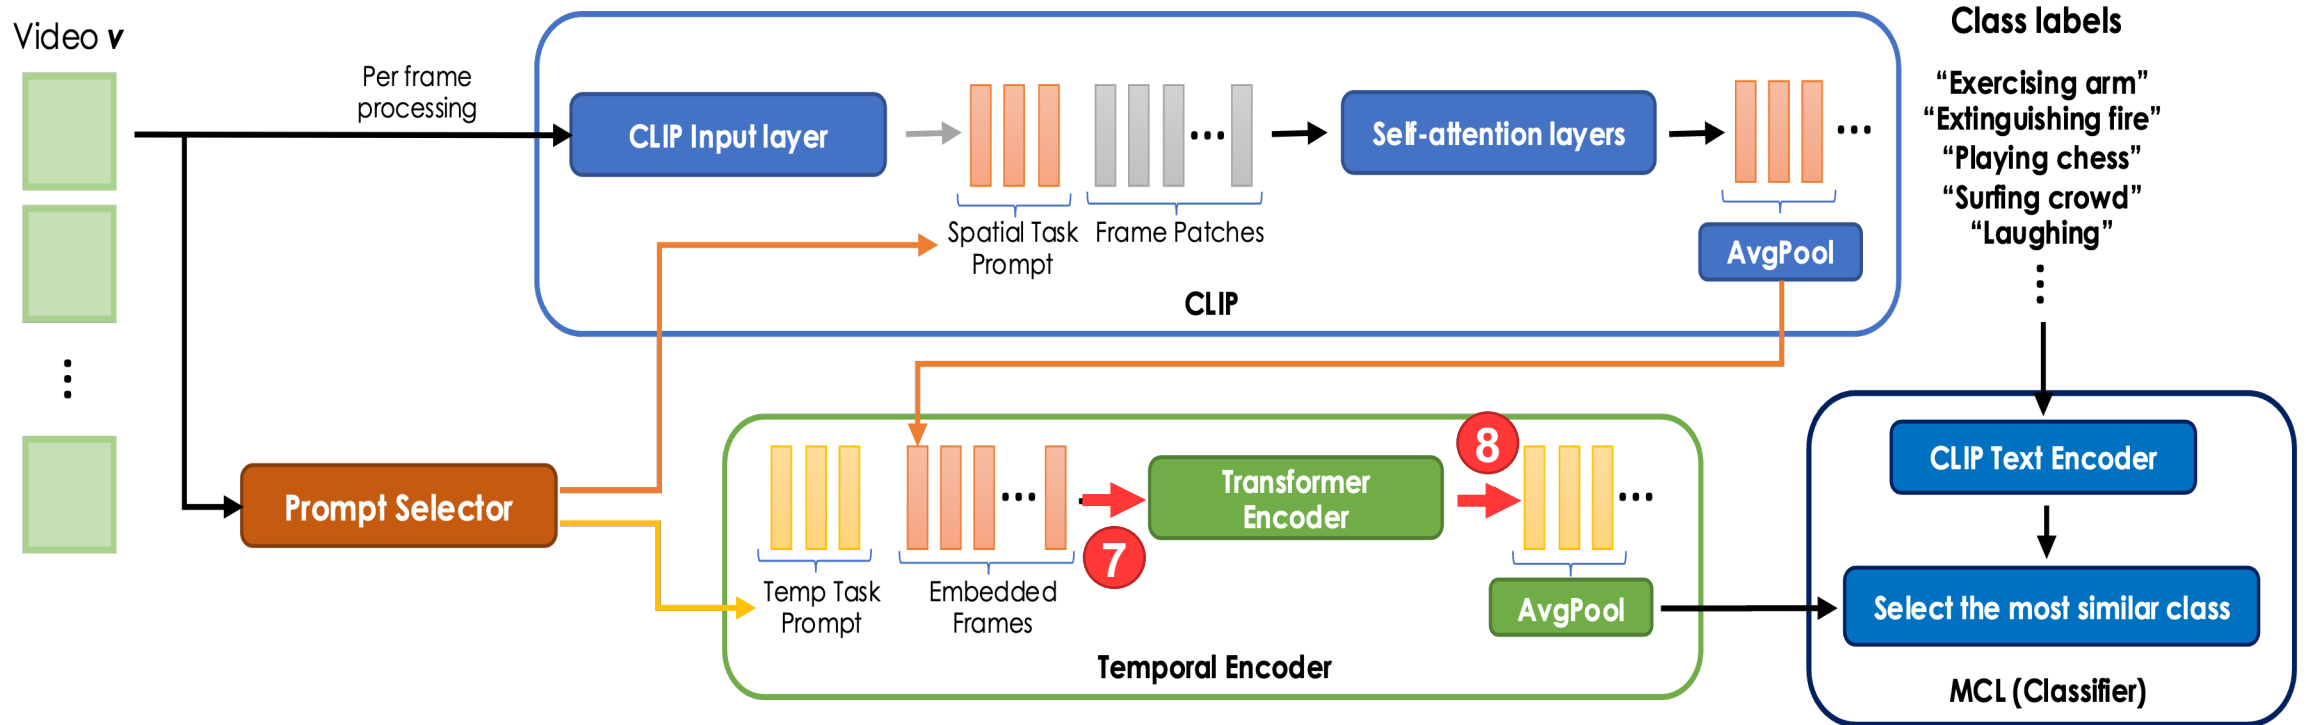 Video v
Per frame
processing
CLIP Input layer
Spatial Task
Prompt
Frame Patches
Self-attention layers
AvgPool
CLIP
Class labels
“Exercising arm”
“Extinguishing fire”
“Playing chess”
“Surfing crowd”
“Laughing”
Prompt Selector
Temp Task
Prompt
Embedded
Frames
7
Transformer
Encoder
8
AvgPool
Temporal Encoder
CLIP Text Encoder
Select the most similar class
MCL (Classifier)